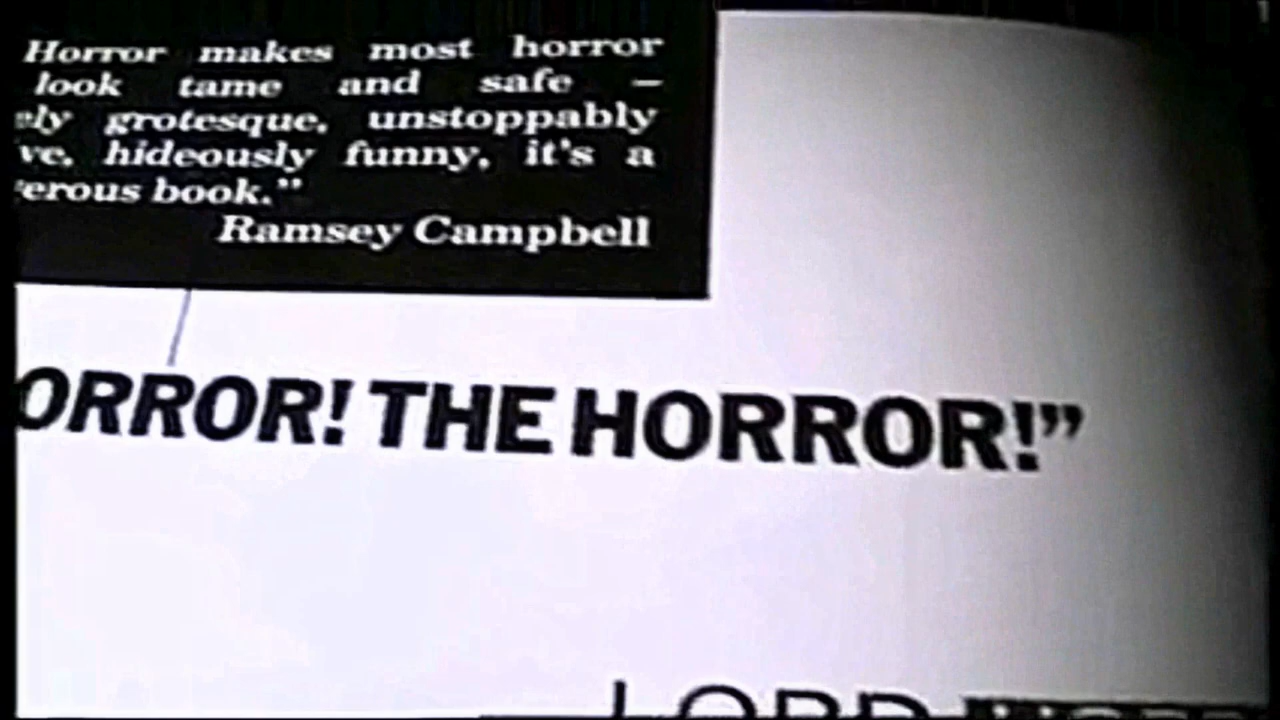 Horror makes most horror
look tame and safe –
ely grotesque, unstoppably
ve, hideously funny, it's a
erous book."
Ramsey Campbell
ORROR! THE HORROR!”
LORD